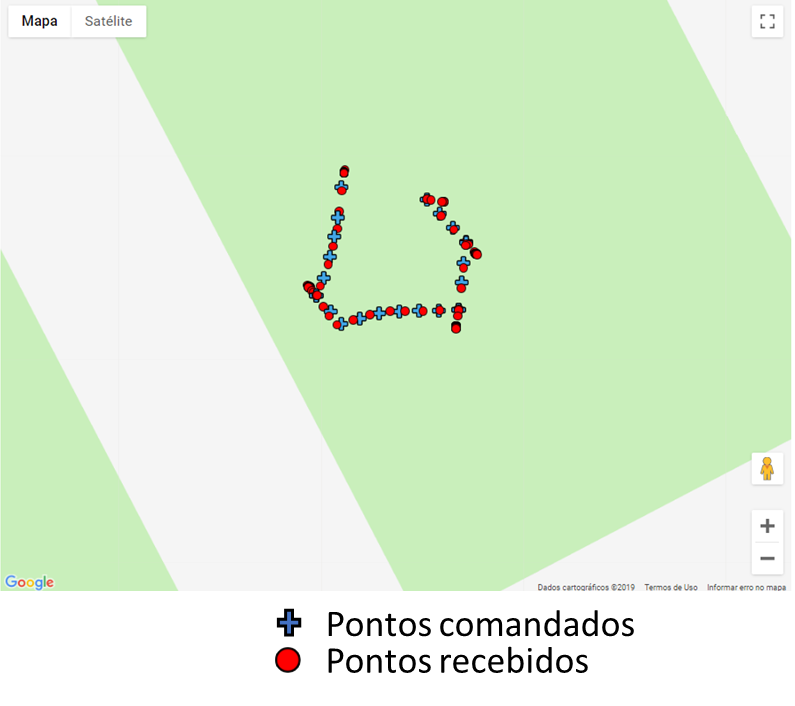 Mapa Satélite
Google
Dados cartográficos ©2019 Termos de Uso Informar erro no mapa
Pontos comandados
Pontos recebidos